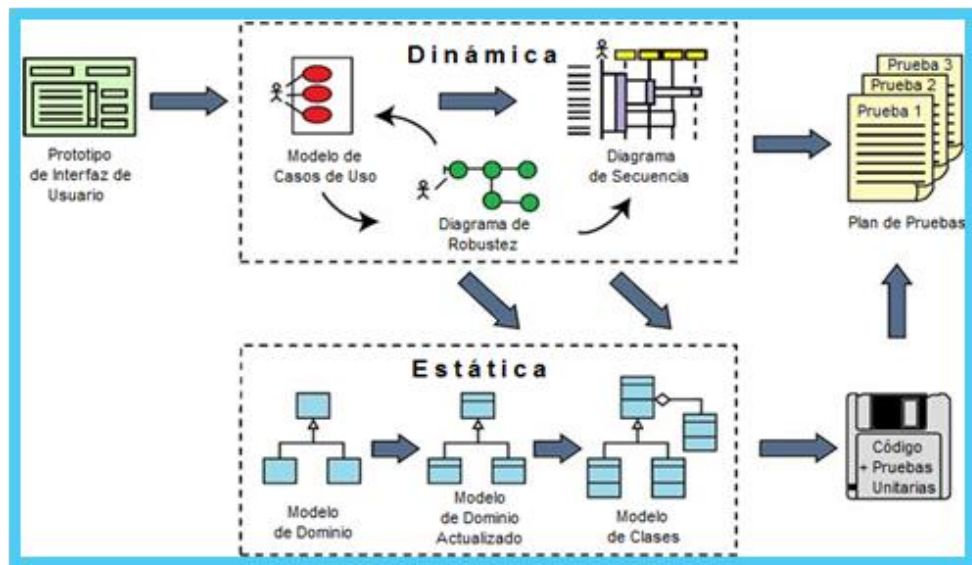 Dinámica
Prototipo
de Interfaz de
Usuario
Modelo de
Casos de Uso
Diagrama de
Robustez
Diagrama
de Secuencia
Prueba 3
Prueba 2
Prueba 1
Plan de Pruebas
Estática
Modelo
de Dominio
Modelo
de Dominio
Actualizado
Modelo
de Clases
Código
+ Pruebas
Unitarias